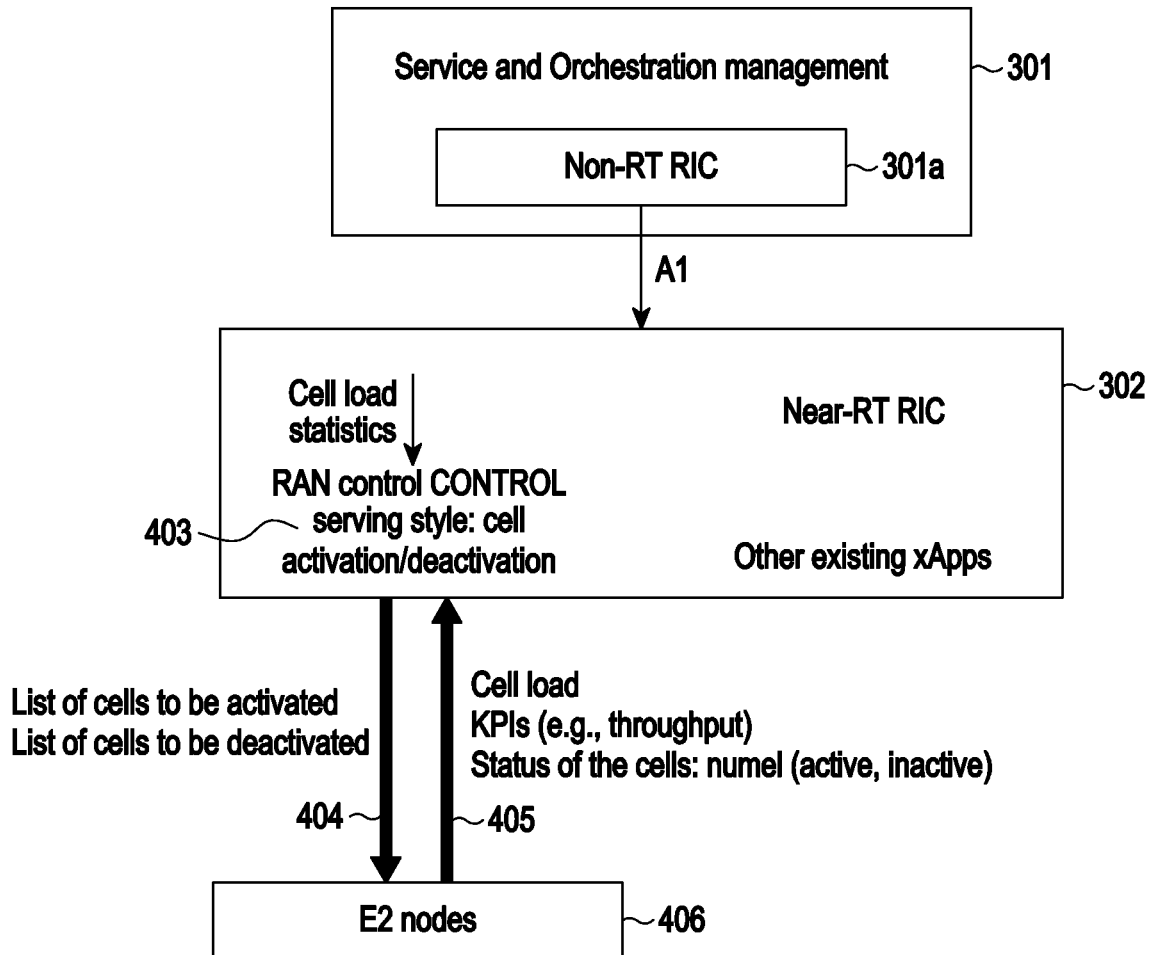 Service and Orchestration management
301
Non-RT RIC
301a
A1
302
Cell load
statistics
Near-RT RIC
RAN control CONTROL
serving style: cell
activation/deactivation
403
Other existing xApps
List of cells to be activated
List of cells to be deactivated
Cell load
KPIs (e.g., throughput)
Status of the cells: numel (active, inactive)
404
405
E2 nodes
406